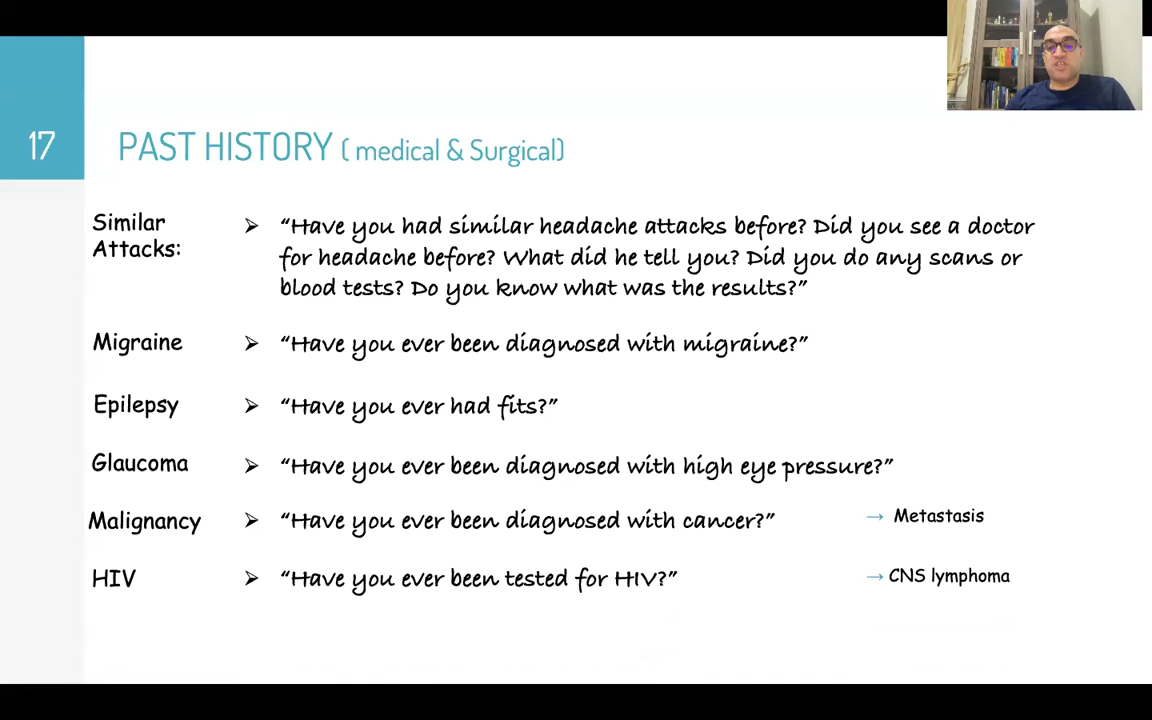 17
PAST HISTORY ( medical & Surgical)
Similar
Attacks:
➢ “Have you had similar headache attacks before? Did you see a doctor
for headache before? What did he tell you? Did you do any scans or
blood tests? Do you know what was the results?”
Migraine ➢ “Have you ever been diagnosed with migraine?”
Epilepsy ➢ “Have you ever had fits?”
Glaucoma ➢ “Have you ever been diagnosed with high eye pressure?”
Malignancy ➢ “Have you ever been diagnosed with cancer?” → Metastasis
HIV ➢ “Have you ever been tested for HIV?” → CNS lymphoma